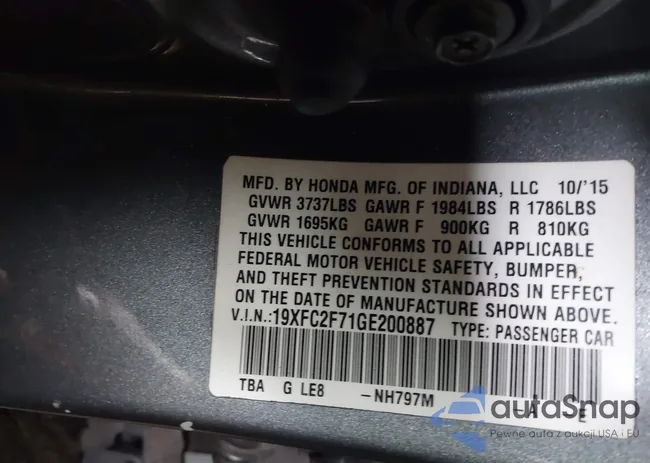 MFD. BY HONDA MFG. OF INDIANA, LLC 10/'15
GVWR 3737LBS GAWR F 1984LBS R 1786LBS
GVWR 1695KG GAWR F 900KG R 810KG
THIS VEHICLE CONFORMS TO ALL APPLICABLE
FEDERAL MOTOR VEHICLE SAFETY, BUMPER,
AND THEFT PREVENTION STANDARDS IN EFFECT
ON THE DATE OF MANUFACTURE SHOWN ABOVE.
V.I.N.:19XFC2F71GE200887 TYPE: PASSENGER CAR
TBA G LE8 -NH797M A E
autaSnap
Pewne auta z aukcji USA i EU